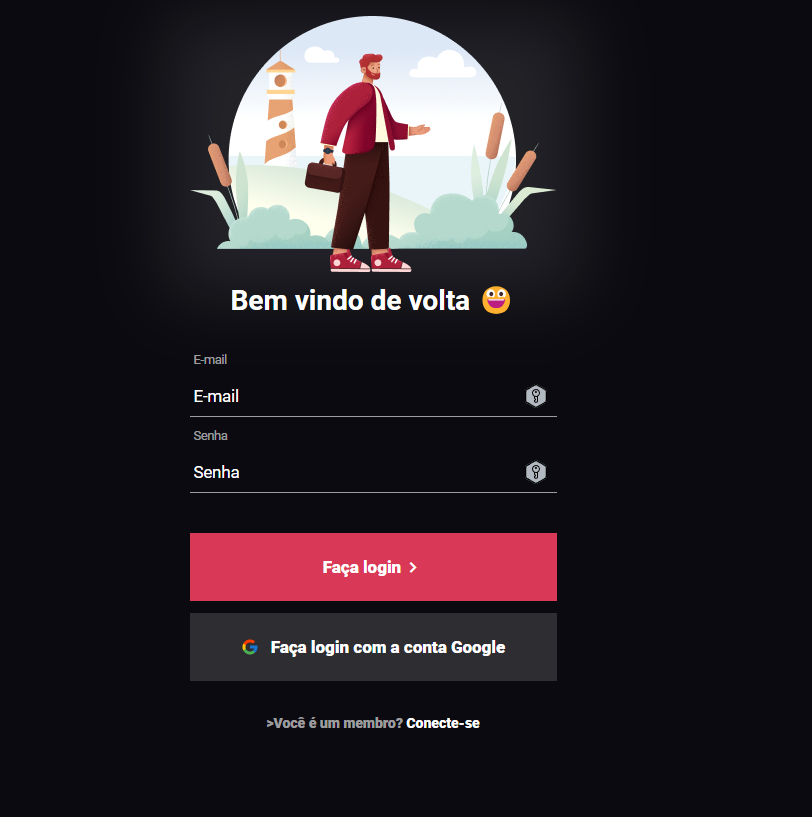 Bem vindo de volta
E-mail
E-mail
Senha
Senha
Faça login
Faça login com a conta Google
>Você é um membro? Conecte-se